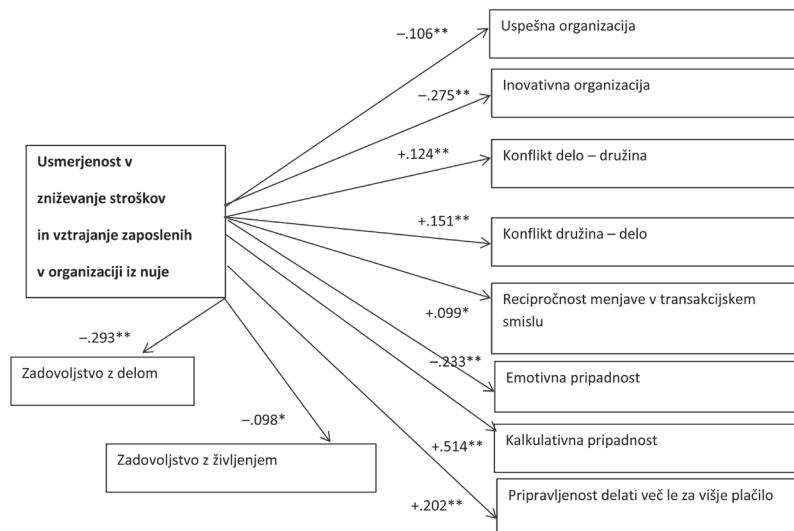 –.106**
Uspešna organizacija
–.275**
Inovativna organizacija
Usmerjenost v
zniževanje stroškov
in vztrajanje zaposlenih
v organizaciji iz nuje
+.124**
Konflikt delo – družina
+.151**
Konflikt družina – delo
+.099*
Recipročnost menjave v transakcijskem
smislu
–.293**
Zadovoljstvo z delom
–.233**
Emotivna pripadnost
–.098*
Zadovoljstvo z življenjem
+.514**
Kalkulativna pripadnost
+.202**
Pripravljenost delati več le za višje plačilo